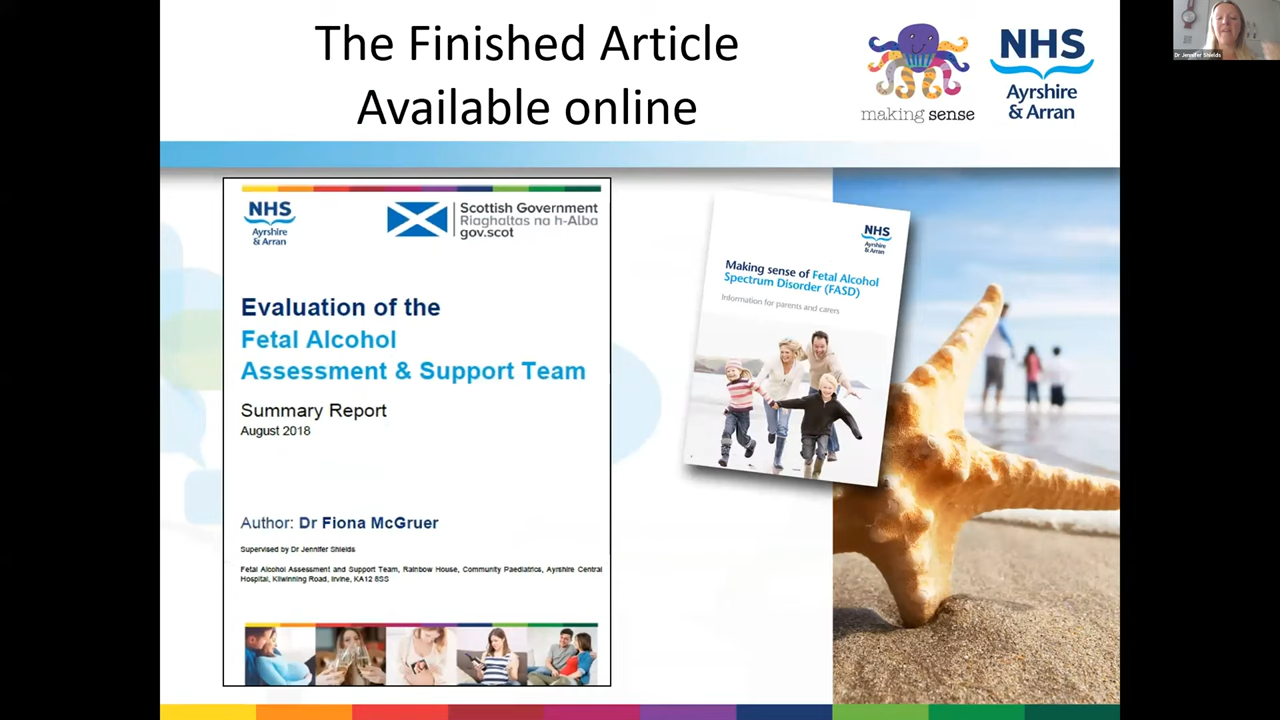 The Finished Article
Available online
making sense
NHS
Ayrshire
& Arran
Dr Jennifer Shields
NHS
Ayrshire
& Arran
Scottish Government
Riaghaltas na h-Alba
gov.scot
Evaluation of the
Fetal Alcohol
Assessment & Support Team
Summary Report
August 2018
Author: Dr Fiona McGruer
Supervised by Dr Jennifer Shields
Fetal Alcohol Assessment and Support Team, Rainbow House, Community Paediatrics, Ayrshire Central
Hospital, Kilwinning Road, Irvine, KA12 8SS
NHS
Ayrshire
& Arran
Making sense of Fetal Alcohol
Spectrum Disorder (FASD)
Information for parents and carers